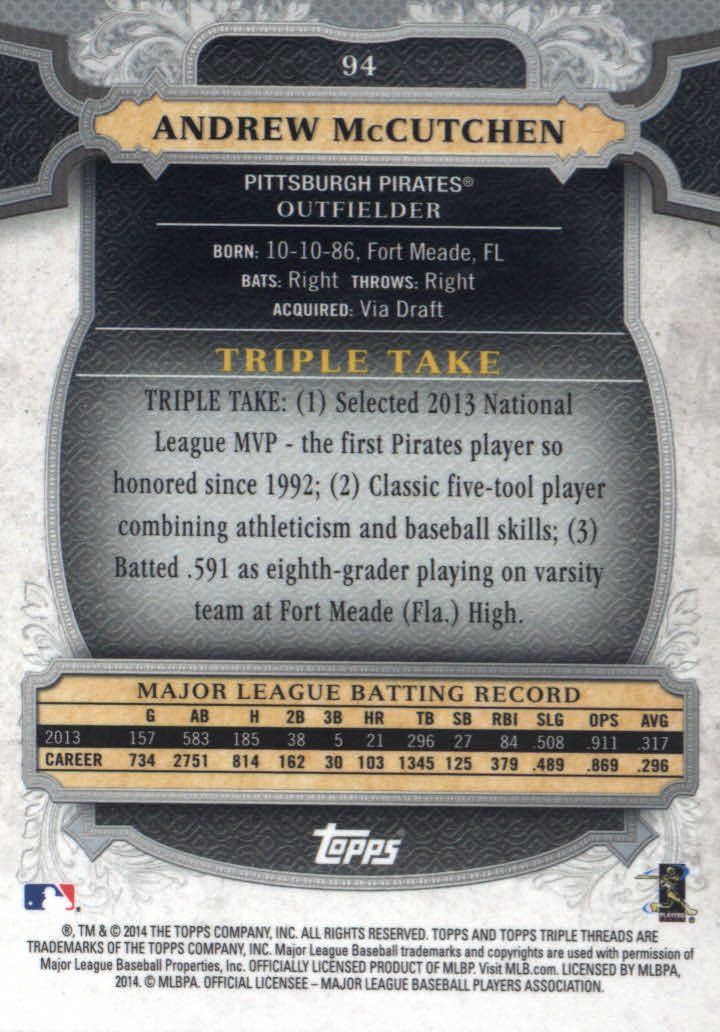 94
ANDREW McCUTCHEN
PITTSBURGH PIRATES®
OUTFIELDER
BORN: 10-10-86, Fort Meade, FL
BATS: Right THROWS: Right
ACQUIRED: Via Draft
TRIPLE TAKE
TRIPLE TAKE: (1) Selected 2013 National
League MVP - the first Pirates player so
honored since 1992; (2) Classic five-tool player
combining athleticism and baseball skills; (3)
Batted .591 as eighth-grader playing on varsity
team at Fort Meade (Fla.) High.
MAJOR LEAGUE BATTING RECORD
G AB H 2B 3B HR TB SB RBI SLG OPS AVG
2013 157 583 185 38 5 21 296 27 84 .508 .911 .317
CAREER 734 2751 814 162 30 103 1345 125 379 .489 .869 .296
Topps
PLAYERS
®, TM & © 2014 THE TOPPS COMPANY, INC. ALL RIGHTS RESERVED. TOPPS AND TOPPS TRIPLE THREADS ARE
TRADEMARKS OF THE TOPPS COMPANY, INC. Major League Baseball trademarks and copyrights are used with permission of
Major League Baseball Properties, Inc. OFFICIALLY LICENSED PRODUCT OF MLBP. Visit MLB.com. LICENSED BY MLBPA,
2014. © MLBPA. OFFICIAL LICENSEE – MAJOR LEAGUE BASEBALL PLAYERS ASSOCIATION.